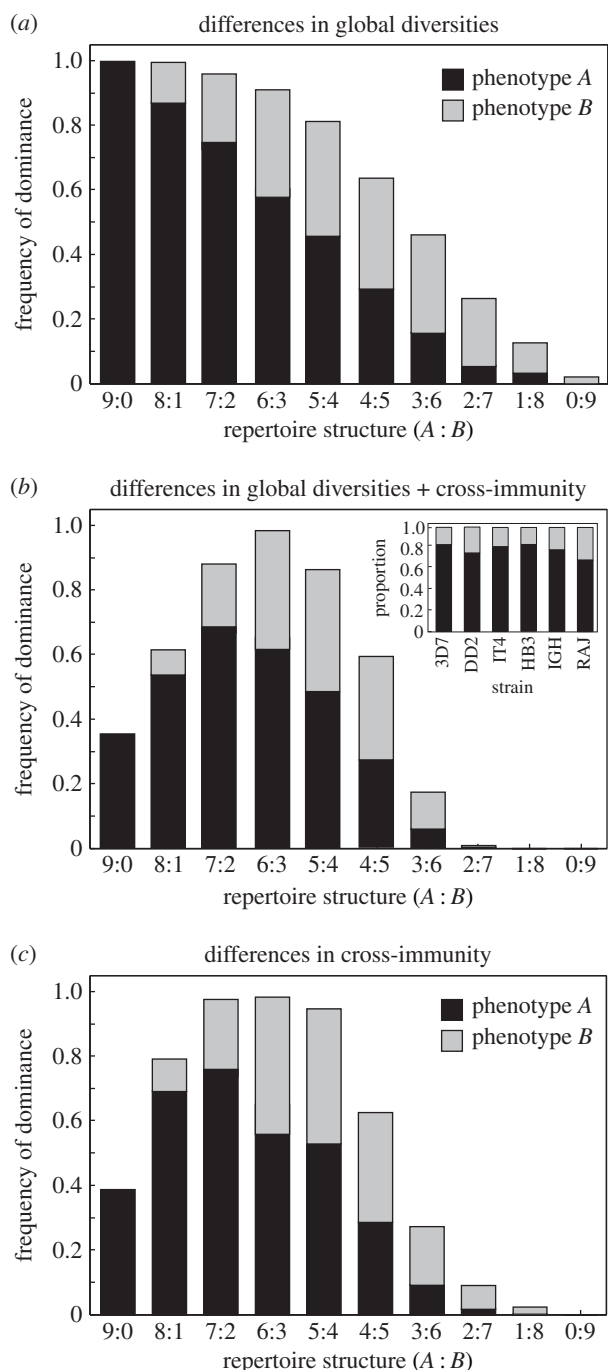 (a) differences in global diversities
1.0
0.8
0.6
0.4
0.2
0
frequency of dominance
phenotype A
phenotype B
9:0 8:1 7:2 6:3 5:4 4:5 3:6 2:7 1:8 0:9
repertoire structure (A : B)
(b) differences in global diversities + cross-immunity
1.0
0.8
0.6
0.4
0.2
0
frequency of dominance
1.0
0.8
0.6
0.4
0.2
0
proportion
3D7 DD2 IT4 HB3 IGH RAJ
strain
9:0 8:1 7:2 6:3 5:4 4:5 3:6 2:7 1:8 0:9
repertoire structure (A : B)
(c) differences in cross-immunity
1.0
0.8
0.6
0.4
0.2
0
frequency of dominance
phenotype A
phenotype B
9:0 8:1 7:2 6:3 5:4 4:5 3:6 2:7 1:8 0:9
repertoire structure (A : B)